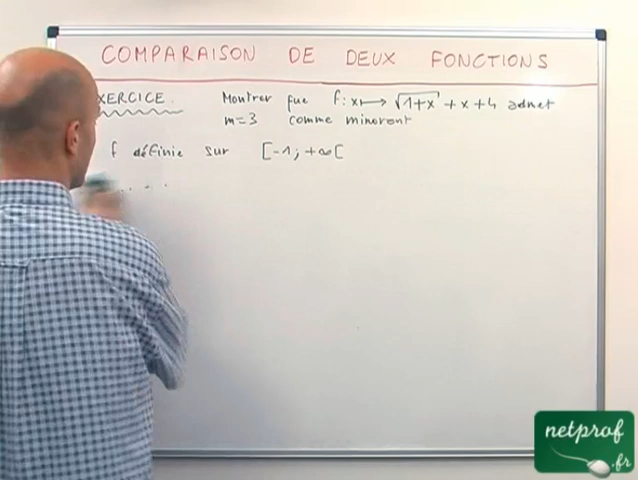 COMPARAISON DE DEUX FONCTIONS
XERCICE. Montrer que f: x⟼ √1+x + x + 4 admet
m=3 comme minorant
f définie sur [-1; +∞[
netprof
.fr